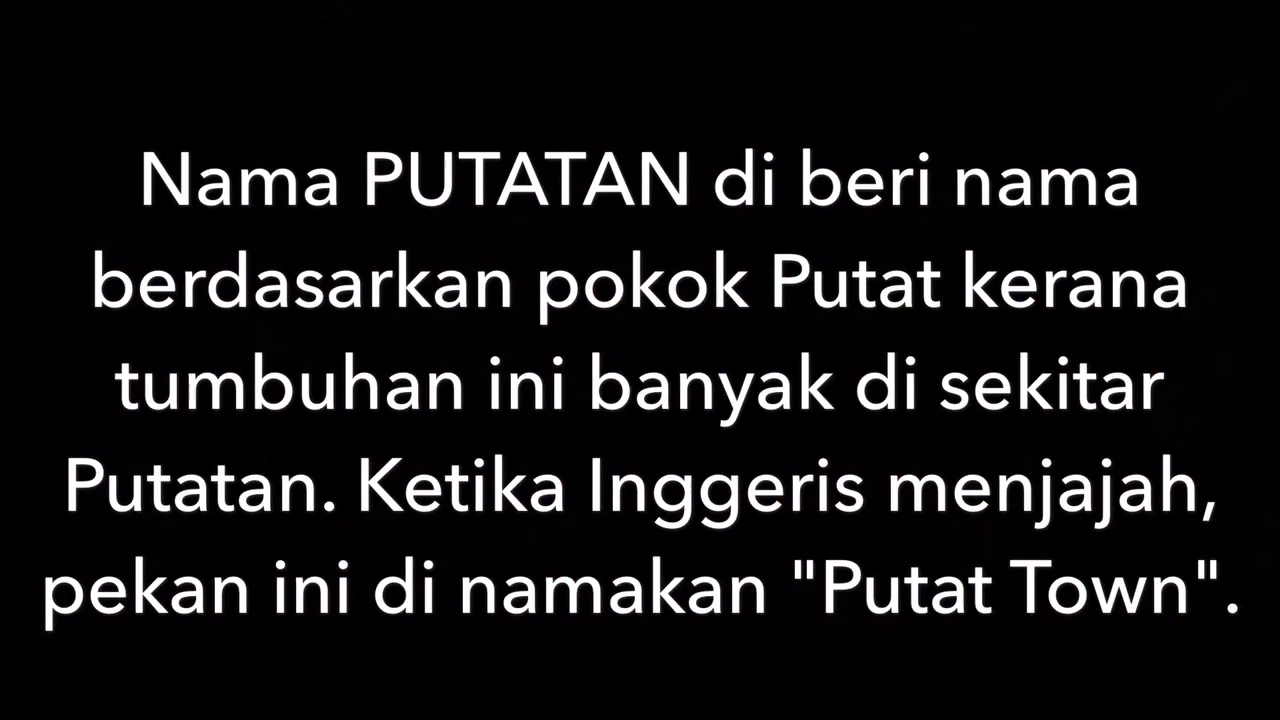 Nama PUTATAN di beri nama
berdasarkan pokok Putat kerana
tumbuhan ini banyak di sekitar
Putatan. Ketika Inggeris menjajah,
pekan ini di namakan "Putat Town".